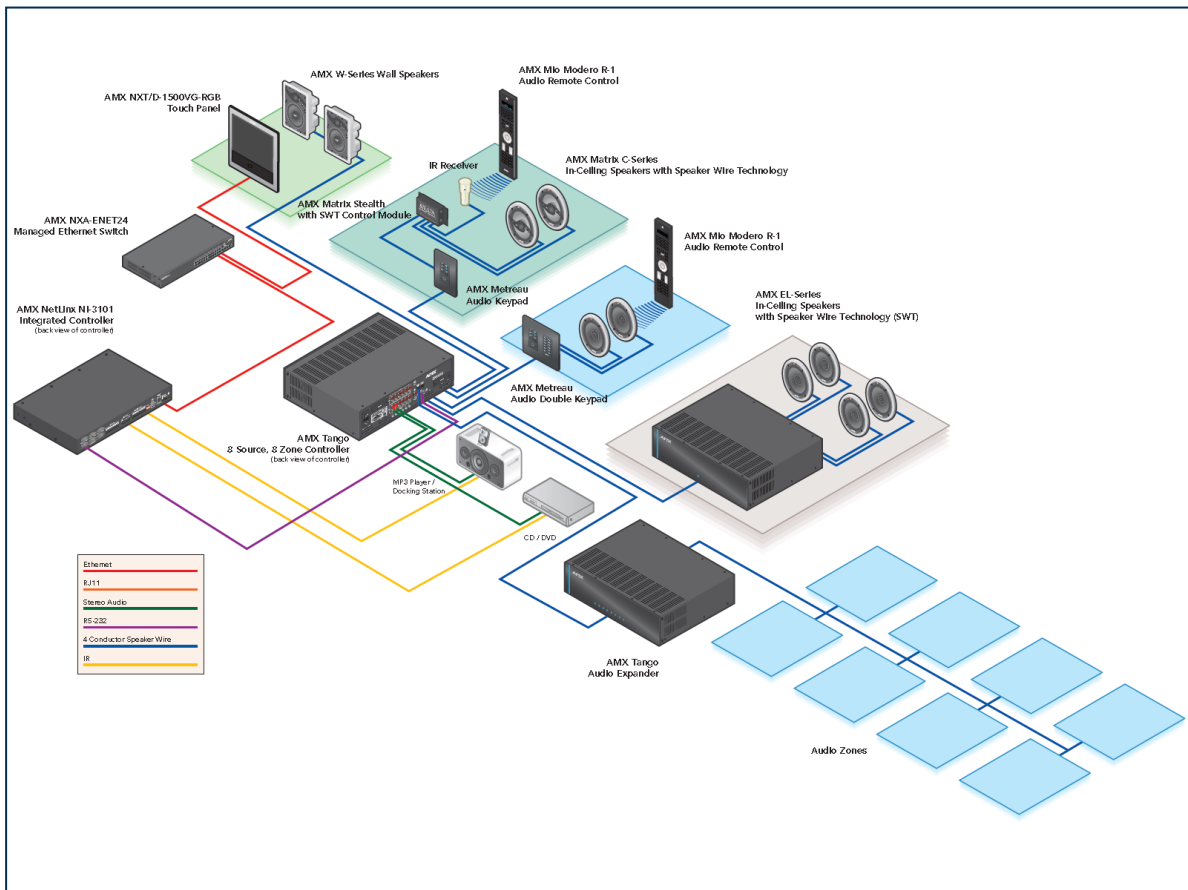 AMX W-Series Wall Speakers
AMX Mio Modero R-1
Audio Remote Control
AMX NXT/D-1500VG-RGB
Touch Panel
IR Receiver
AMX Matrix C-Series
In-Ceiling Speakers with Speaker Wire Technology
AMX Matrix Stealth
with SWT Control Module
AMX NXA-ENET24
Managed Ethernet Switch
AMX Mio Modero R-1
Audio Remote Control
AMX Metreau
Audio Keypad
AMX EL-Series
In-Ceiling Speakers
with Speaker Wire Technology (SWT)
AMX NetLinx NI-3101
Integrated Controller
(back view of controller)
AMX Metreau
Audio Double Keypad
AMX Tango
8 Source, 8 Zone Controller
(back view of controller)
MP3 Player /
Docking Station
CD / DVD
Ethernet
RJ11
Stereo Audio
RS-232
4 Conductor Speaker Wire
IR
AMX Tango
Audio Expander
Audio Zones